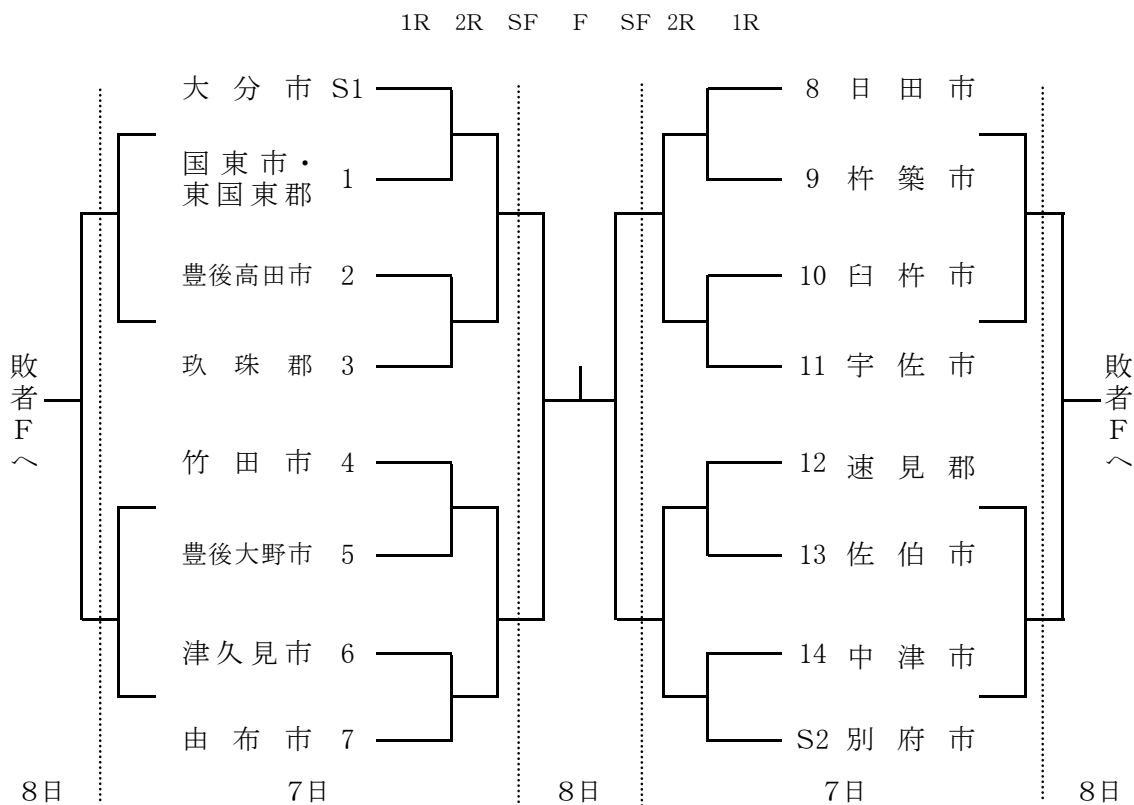 1R 2R SF F SF 2R 1R
大分市 S1
国東市・
東国東郡 1
豊後高田市 2
玖珠郡 3
竹田市 4
豊後大野市 5
津久見市 6
由布市 7
敗者Fへ
8 日田市
9 杵築市
10 臼杵市
11 宇佐市
12 速見郡
13 佐伯市
14 中津市
S2 別府市
敗者Fへ
8日 7日 8日 7日 8日